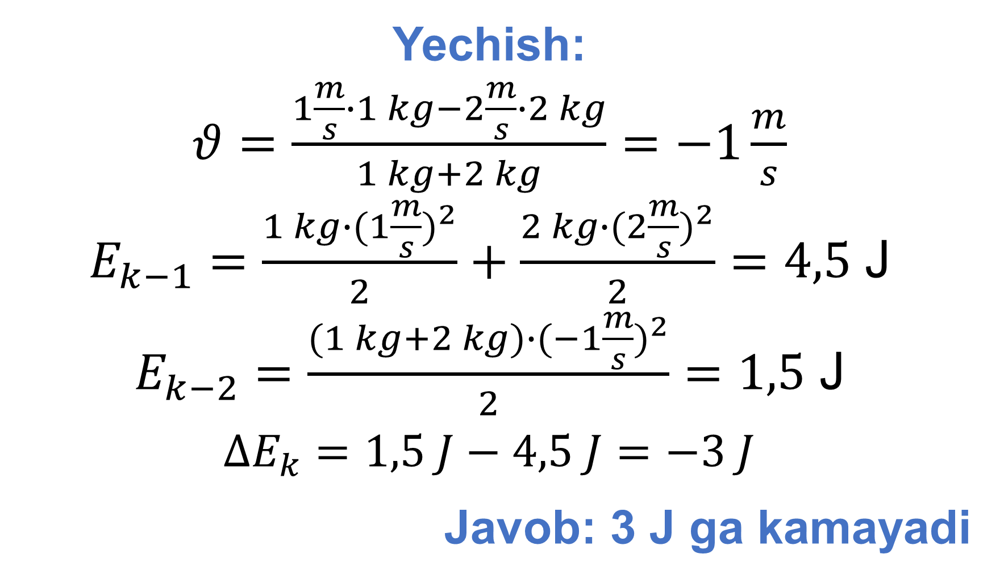 Yechish:
𝜗 = (1 m/s · 1 kg − 2 m/s · 2 kg) / (1 kg + 2 kg) = −1 m/s
E_{k−1} = 1 kg·(1 m/s)² / 2 + 2 kg·(2 m/s)² / 2 = 4,5 J
E_{k−2} = (1 kg+2 kg)·(−1 m/s)² / 2 = 1,5 J
ΔE_k = 1,5 J − 4,5 J = −3 J
Javob: 3 J ga kamayadi